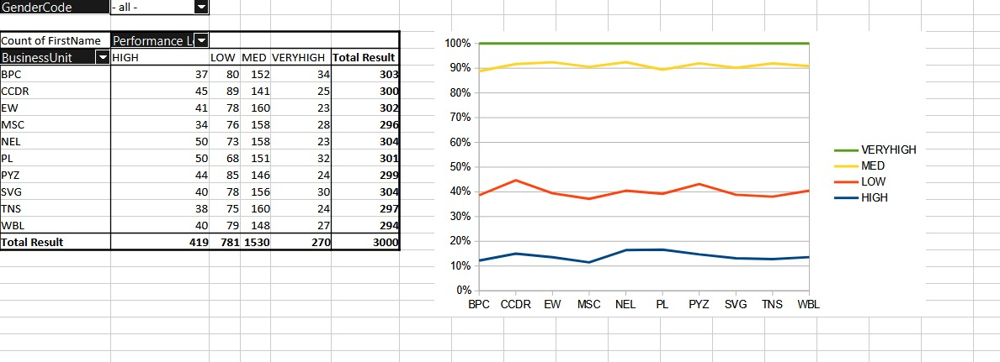 GenderCode - all -
Count of FirstName Performance L
BusinessUnit HIGH LOW MED VERYHIGH Total Result
BPC 37 80 152 34 303
CCDR 45 89 141 25 300
EW 41 78 160 23 302
MSC 34 76 158 28 296
NEL 50 73 158 23 304
PL 50 68 151 32 301
PYZ 44 85 146 24 299
SVG 40 78 156 30 304
TNS 38 75 160 24 297
WBL 40 79 148 27 294
Total Result 419 781 1530 270 3000
100%
90%
80%
70%
60%
50%
40%
30%
20%
10%
0%
BPC CCDR EW MSC NEL PL PYZ SVG TNS WBL
VERYHIGH
MED
LOW
HIGH